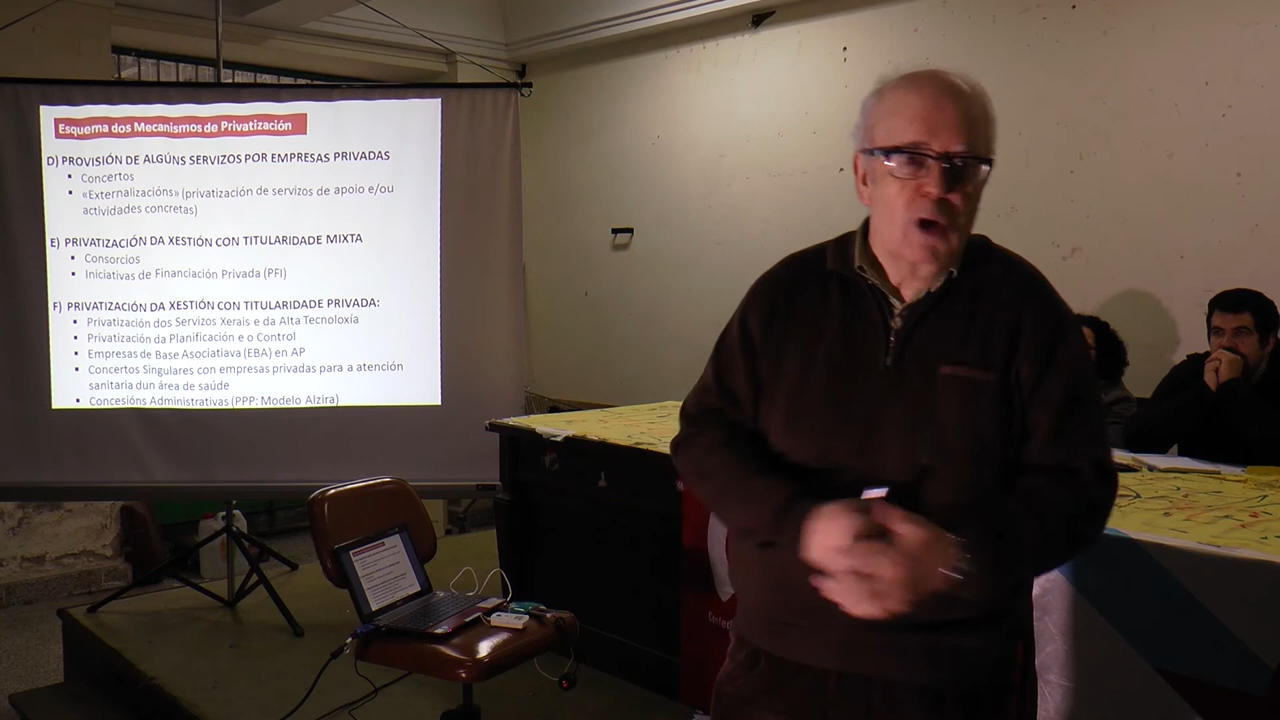 Esquema dos Mecanismos de Privatización
D) PROVISIÓN DE ALGÚNS SERVIZOS POR EMPRESAS PRIVADAS
▪ Concertos
▪ «Externalizacións» (privatización de servizos de apoio e/ou
actividades concretas)
E) PRIVATIZACIÓN DA XESTIÓN CON TITULARIDADE MIXTA
▪ Consorcios
▪ Iniciativas de Financiación Privada (PFI)
F) PRIVATIZACIÓN DA XESTIÓN CON TITULARIDADE PRIVADA:
▪ Privatización dos Servizos Xerais e da Alta Tecnoloxía
▪ Privatización da Planificación e o Control
▪ Empresas de Base Asociatiava (EBA) en AP
▪ Concertos Singulares con empresas privadas para a atención
sanitaria dun área de saúde
▪ Concesións Administrativas (PPP: Modelo Alzira)